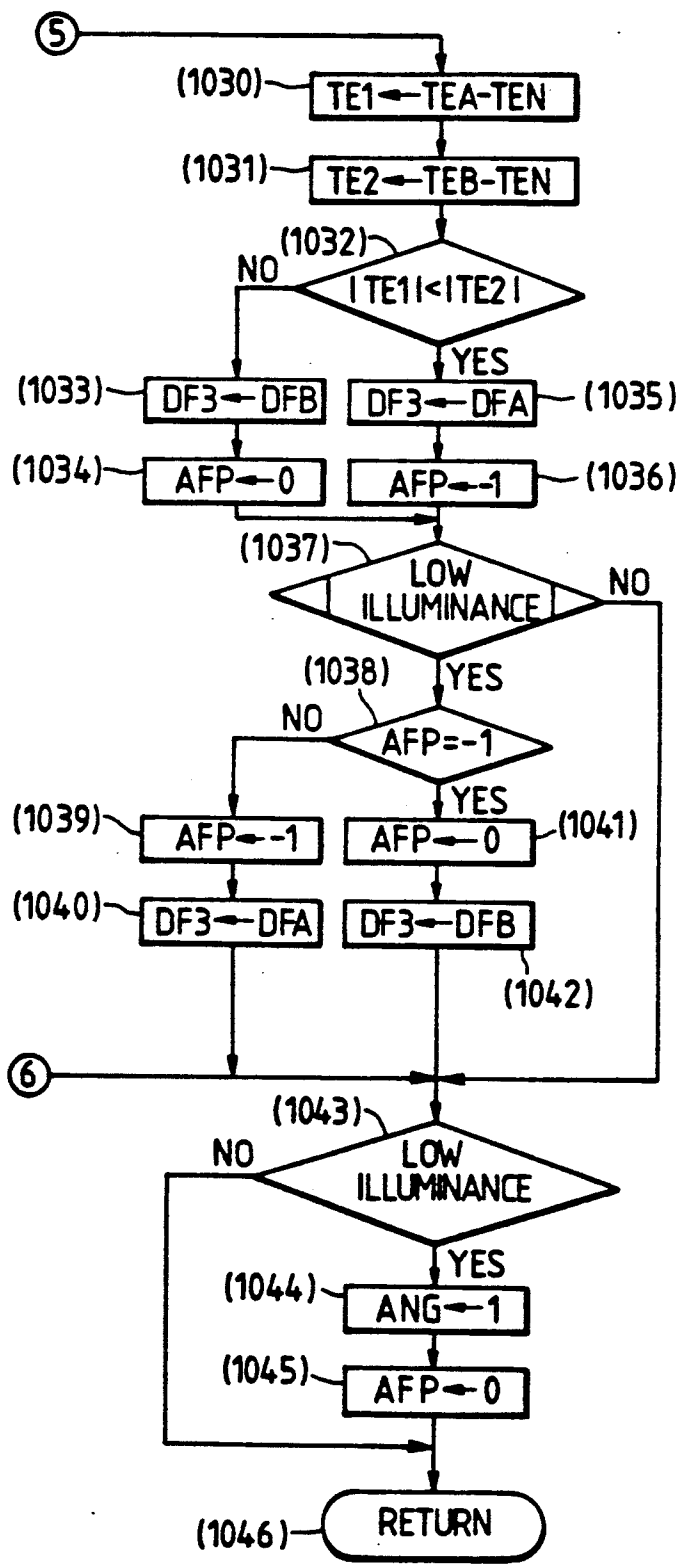 5
(1030)
TE1←TEA-TEN
(1031)
TE2←TEB-TEN
(1032)
NO
|TE1|<|TE2|
YES
(1033)
DF3←DFB
DF3←DFA
(1035)
(1034)
AFP←0
AFP←-1
(1036)
(1037)
LOW
ILLUMINANCE
NO
YES
(1038)
NO
AFP=-1
YES
(1039)
AFP←-1
AFP←0
(1041)
(1040)
DF3←DFA
DF3←DFB
(1042)
6
(1043)
NO
LOW
ILLUMINANCE
YES
(1044)
ANG←1
(1045)
AFP←0
(1046)
RETURN